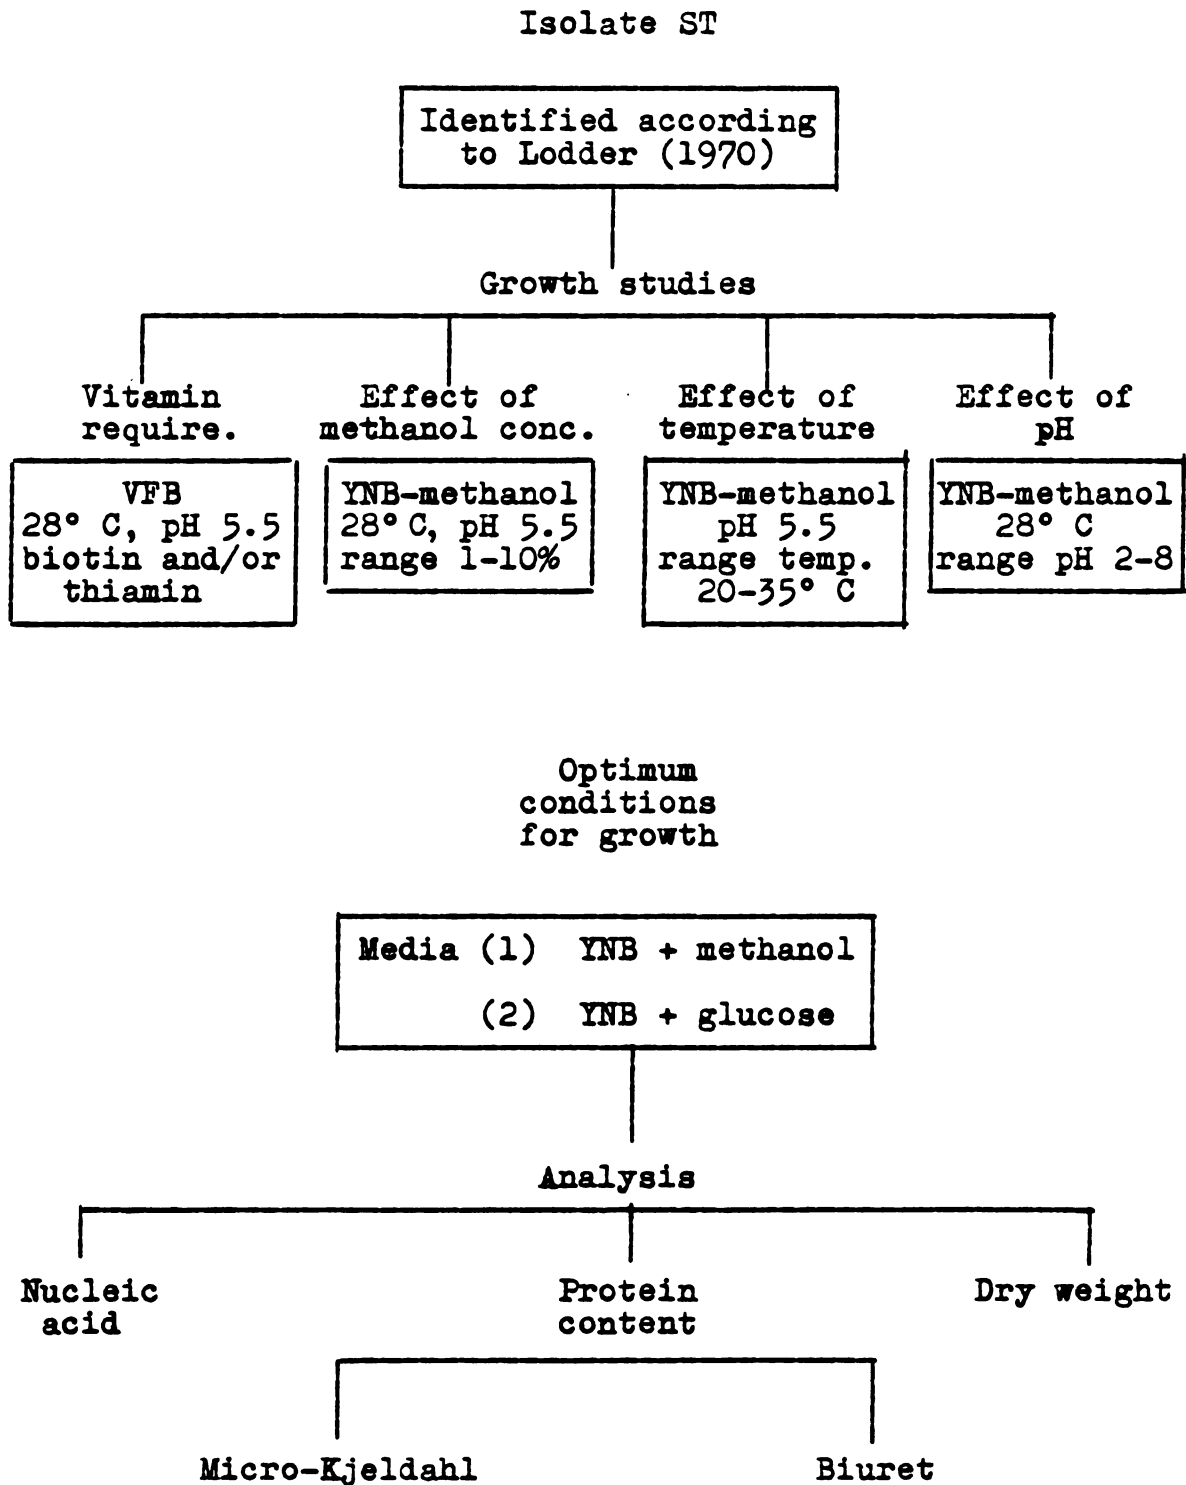 Isolate ST
Identified according
to Lodder (1970)
Growth studies
Vitamin
require.
VFB
28° C, pH 5.5
biotin and/or
thiamin
Effect of
methanol conc.
YNB-methanol
28° C, pH 5.5
range 1-10%
Effect of
temperature
YNB-methanol
pH 5.5
range temp.
20-35° C
Effect of
pH
YNB-methanol
28° C
range pH 2-8
Optimum
conditions
for growth
Media (1) YNB + methanol
(2) YNB + glucose
Analysis
Nucleic
acid
Protein
content
Dry weight
Micro-Kjeldahl
Biuret